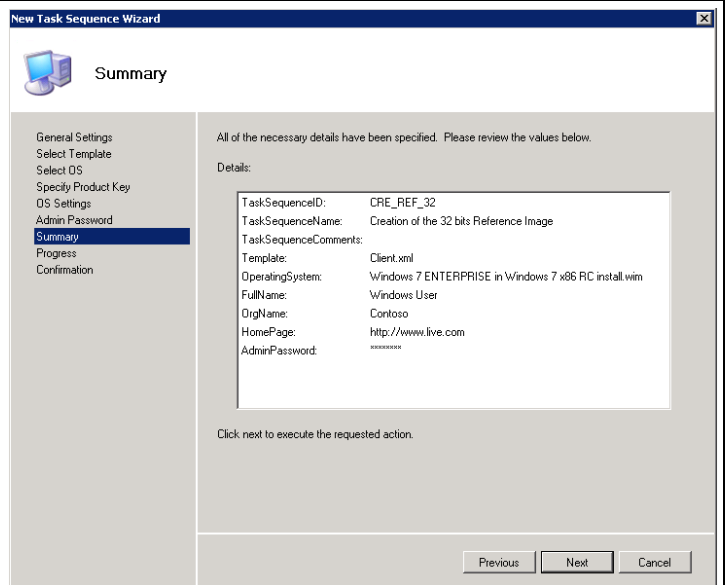 New Task Sequence Wizard
Summary
General Settings
Select Template
Select OS
Specify Product Key
OS Settings
Admin Password
Summary
Progress
Confirmation
All of the necessary details have been specified.  Please review the values below.
Details:
TaskSequenceID: CRE_REF_32
TaskSequenceName: Creation of the 32 bits Reference Image
TaskSequenceComments:
Template: Client.xml
OperatingSystem: Windows 7 ENTERPRISE in Windows 7 x86 RC install.wim
FullName: Windows User
OrgName: Contoso
HomePage: http://www.live.com
AdminPassword: ********
Click next to execute the requested action.
Previous Next Cancel